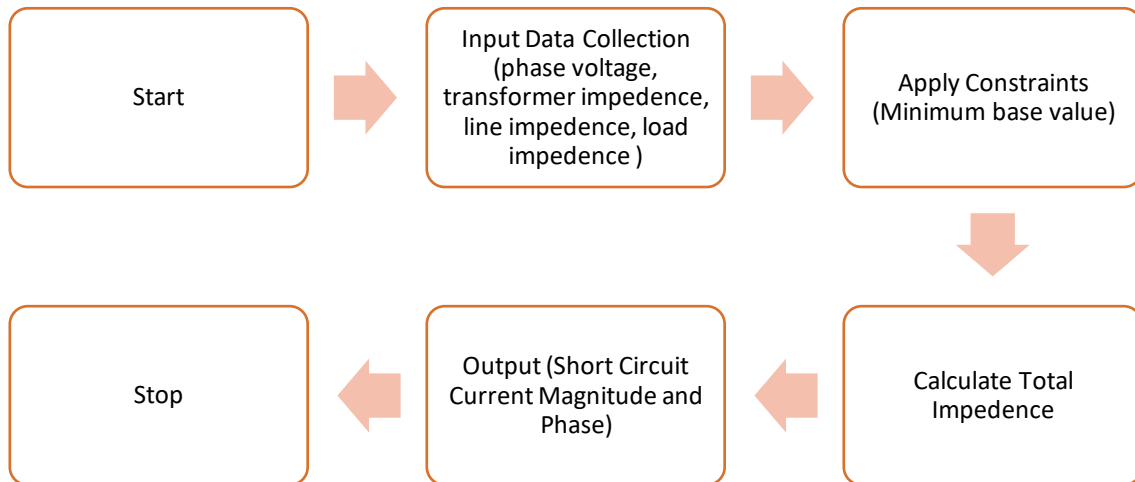 Start
Input Data Collection
(phase voltage,
transformer impedence,
line impedence, load
impedence )
Apply Constraints
(Minimum base value)
Calculate Total
Impedence
Output (Short Circuit
Current Magnitude and
Phase)
Stop